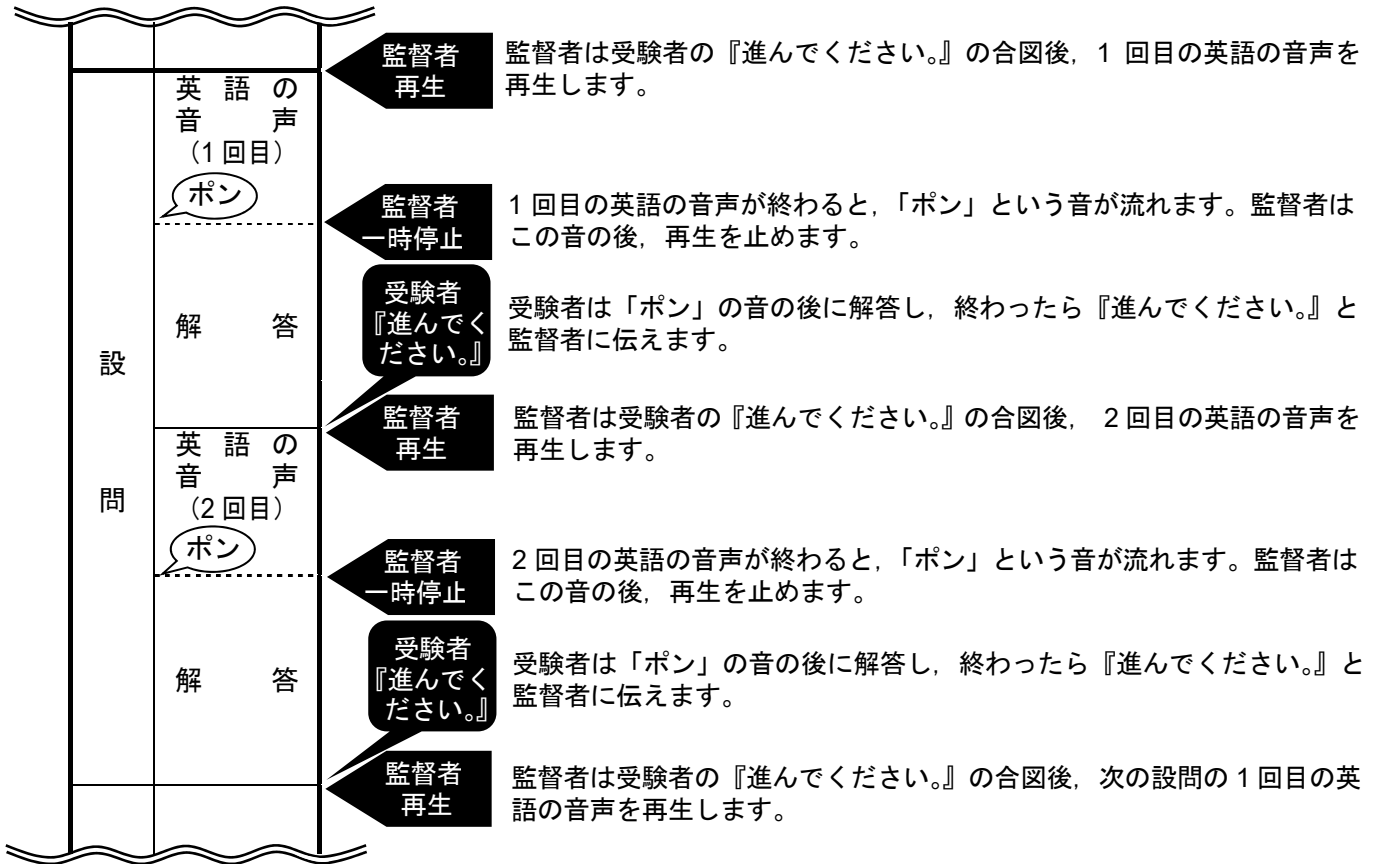 監督者
再生
監督者は受験者の『進んでください。』の合図後，1 回目の英語の音声を
再生します。
英語の
音声
（1 回目）
ポン
監督者
一時停止
1 回目の英語の音声が終わると，「ポン」という音が流れます。監督者は
この音の後，再生を止めます。
解答
受験者
『進んでく
ださい。』
受験者は「ポン」の音の後に解答し，終わったら『進んでください。』と
監督者に伝えます。
設
問
監督者
再生
監督者は受験者の『進んでください。』の合図後， 2 回目の英語の音声を
再生します。
英語の
音声
（2 回目）
ポン
監督者
一時停止
2 回目の英語の音声が終わると，「ポン」という音が流れます。監督者は
この音の後，再生を止めます。
解答
受験者
『進んでく
ださい。』
受験者は「ポン」の音の後に解答し，終わったら『進んでください。』と
監督者に伝えます。
監督者
再生
監督者は受験者の『進んでください。』の合図後，次の設問の 1 回目の英
語の音声を再生します。